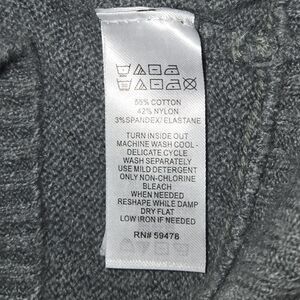 55% COTTON
42% NYLON
3%SPANDEX/ELASTANE
TURN INSIDE OUT
MACHINE WASH COOL -
DELICATE CYCLE
WASH SEPARATELY
USE MILD DETERGENT
ONLY NON-CHLORINE
BLEACH
WHEN NEEDED
RESHAPE WHILE DAMP
DRY FLAT
LOW IRON IF NEEDED
RN# 59478